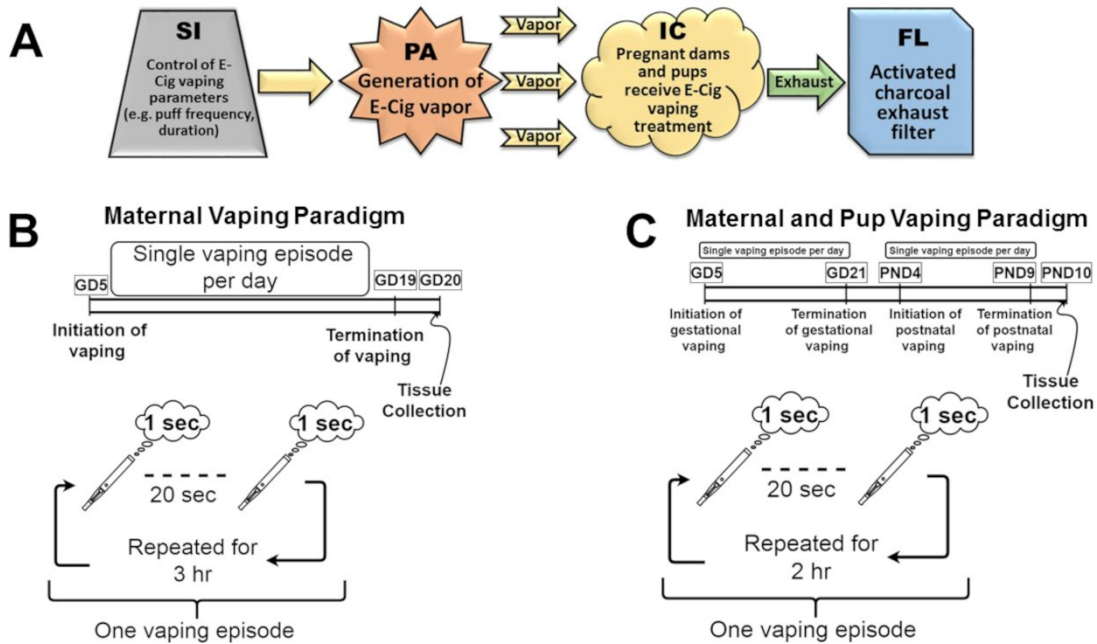 A
SI
Control of E-
Cig vaping
parameters
(e.g. puff frequency,
duration)
PA
Generation of
E-Cig vapor
Vapor
Vapor
Vapor
IC
Pregnant dams
and pups
receive E-Cig
vaping
treatment
Exhaust
FL
Activated
charcoal
exhaust
filter
B
Maternal Vaping Paradigm
Single vaping episode
per day
GD5
GD19
GD20
Initiation of
vaping
Termination
of vaping
Tissue
Collection
1 sec
1 sec
20 sec
Repeated for
3 hr
One vaping episode
C
Maternal and Pup Vaping Paradigm
Single vaping episode per day
Single vaping episode per day
GD5
GD21
PND4
PND9
PND10
Initiation of
gestational
vaping
Termination
of gestational
vaping
Initiation of
postnatal
vaping
Termination
of postnatal
vaping
Tissue
Collection
1 sec
1 sec
20 sec
Repeated for
2 hr
One vaping episode